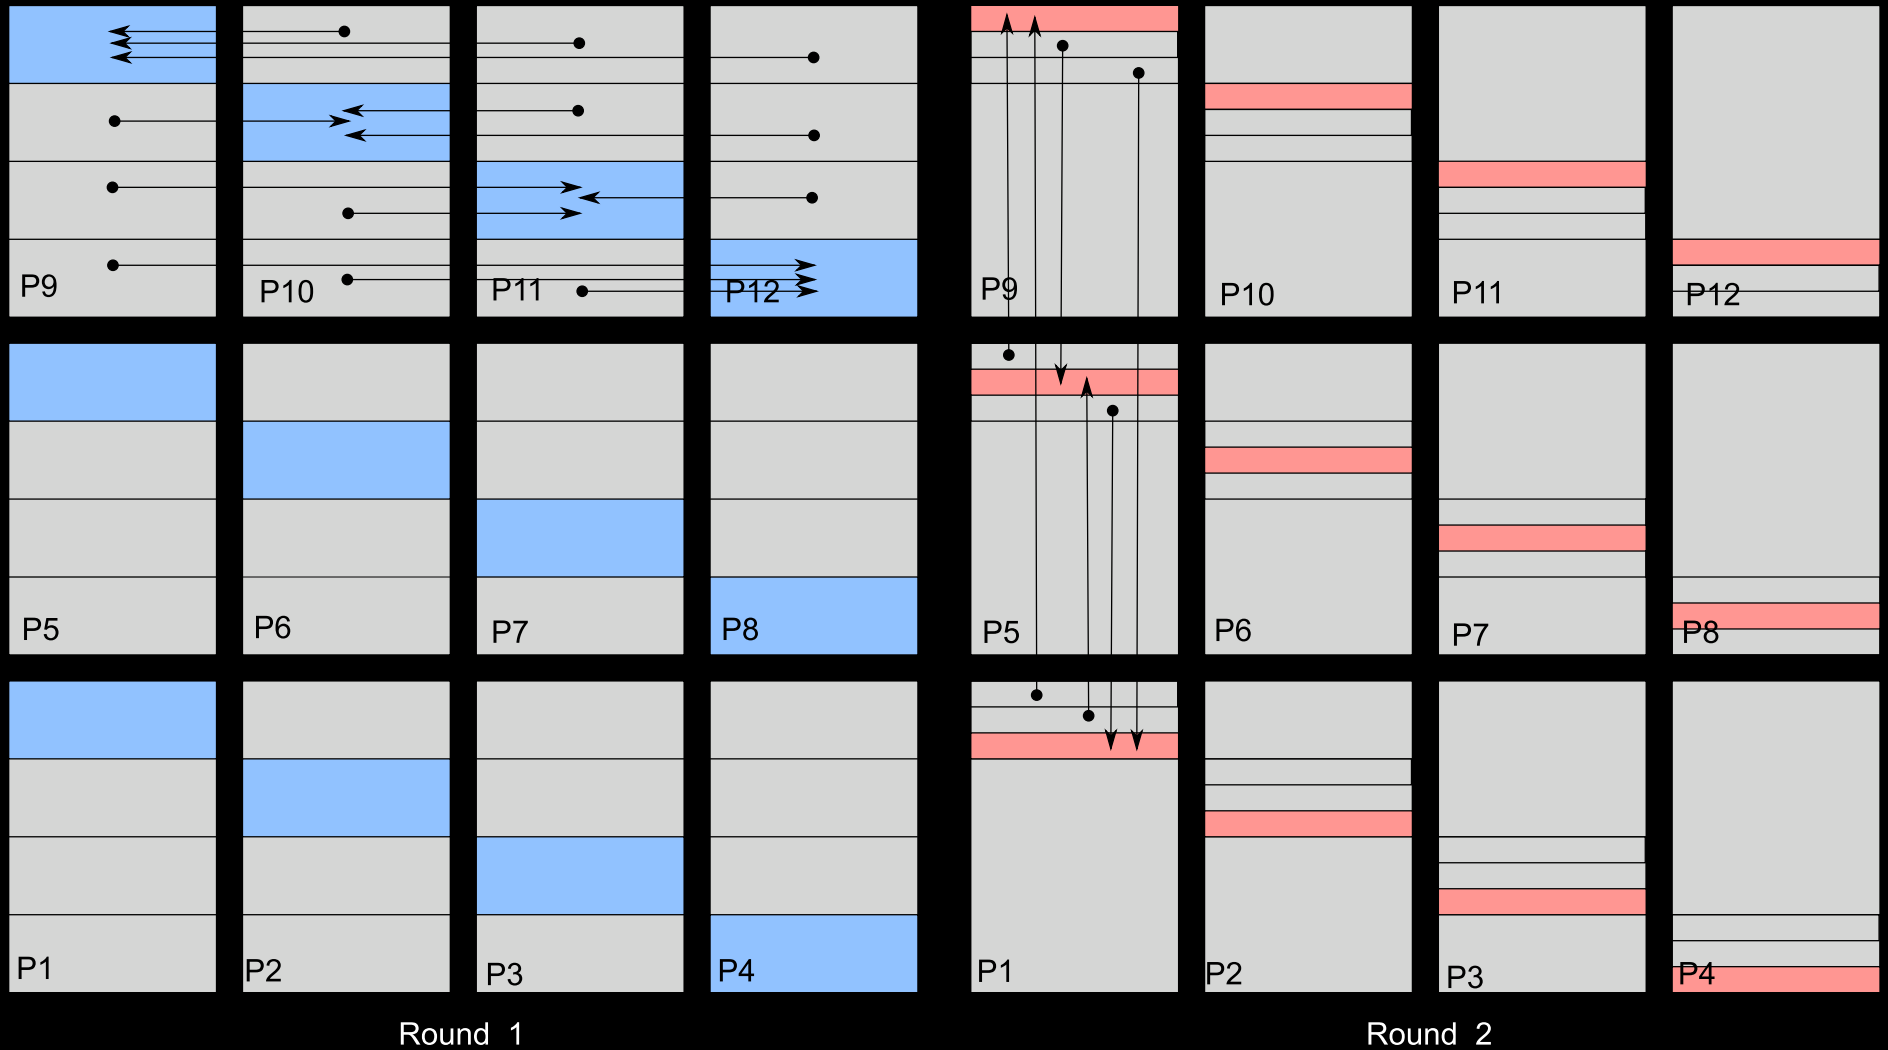 P9 P10 P11 P12 P9 P10 P11 P12
P5 P6 P7 P8 P5 P6 P7 P8
P1 P2 P3 P4 P1 P2 P3 P4
Round 1 Round 2